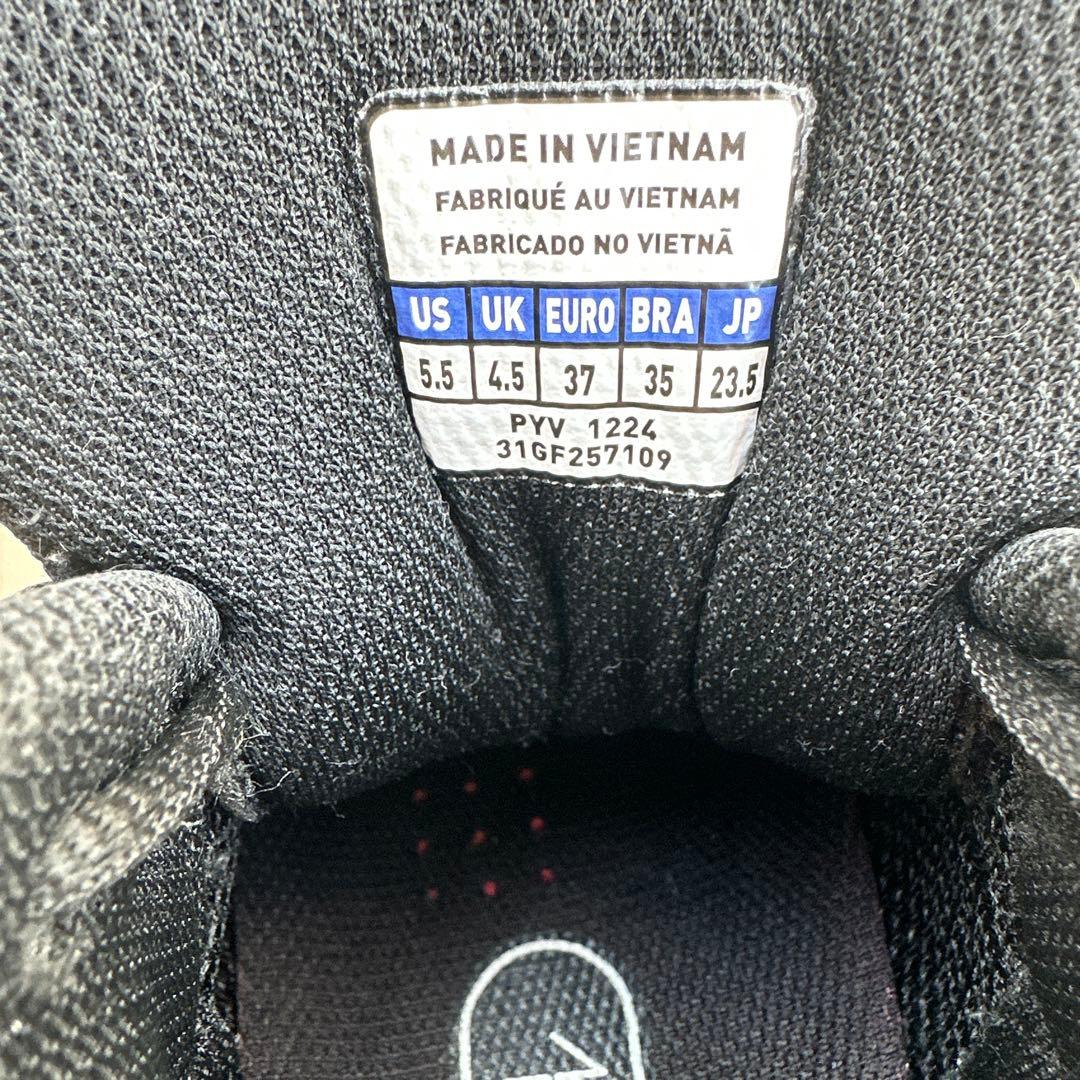 MADE IN VIETNAM
FABRIQUÉ AU VIETNAM
FABRICADO NO VIETNÃ
US UK EURO BRA JP
5.5 4.5 37 35 23.5
PYV 1224
31GF257109